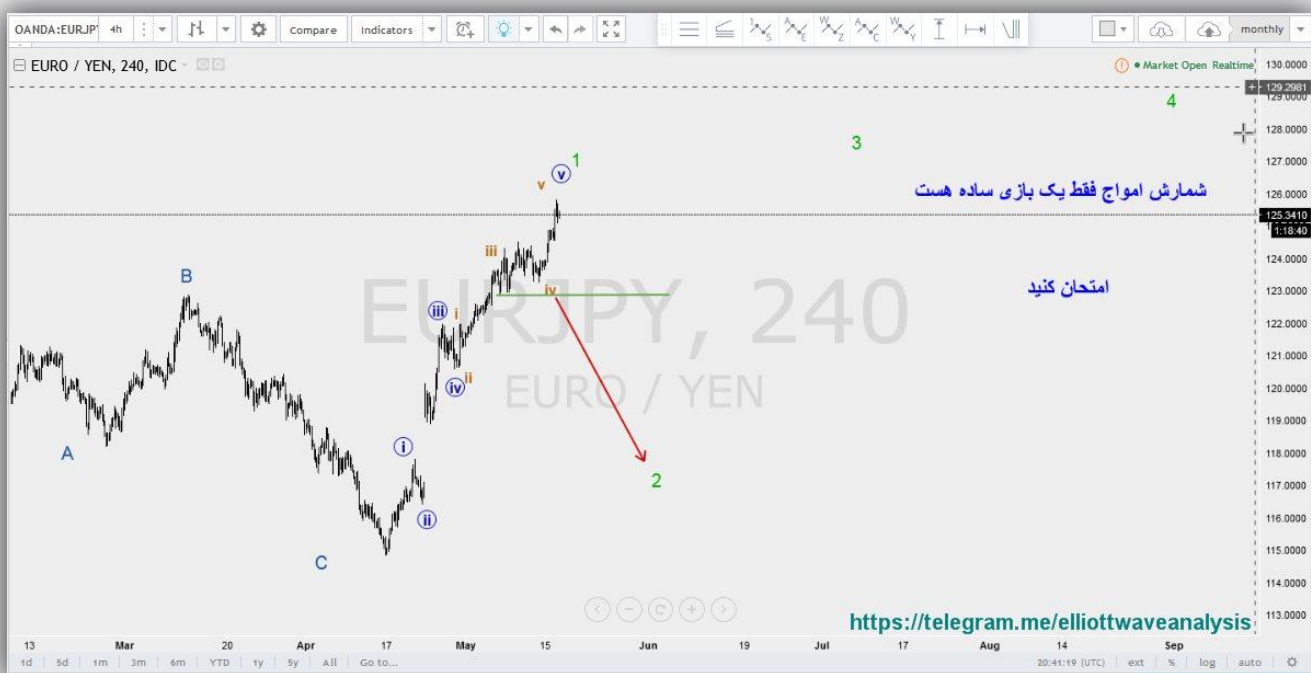 OANDA:EURJPY 4h Compare Indicators monthly
EURO / YEN, 240, IDC
Market Open Realtime
130.0000
129.2981
129.0000
128.0000
127.0000
126.0000
125.3410
1:18:40
124.0000
123.0000
122.0000
121.0000
120.0000
119.0000
118.0000
117.0000
116.0000
115.0000
114.0000
113.0000
4
3
1
v
v
شمارش امواج فقط یک بازی ساده هست
iii
B
امتحان کنید
iv
EURJPY, 240
EURO / YEN
iii
i
ii
iv
A
i
2
ii
C
https://telegram.me/elliottwaveanalysis
13 Mar 20 Apr 17 May 15 Jun 19 Jul 17 Aug 14 Sep
1d 5d 1m 3m 6m YTD 1y 5y All Go to...
20:41:19 (UTC) ext % log auto